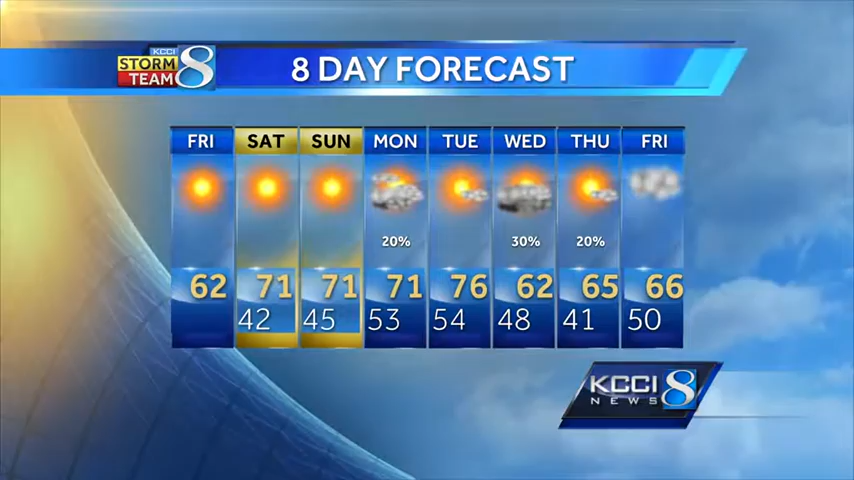 KCCI
STORM
TEAM 8
8 DAY FORECAST
FRI SAT SUN MON TUE WED THU FRI
20% 30% 20%
62 71 71 71 76 62 65 66
42 45 53 54 48 41 50
KCCI 8
NEWS